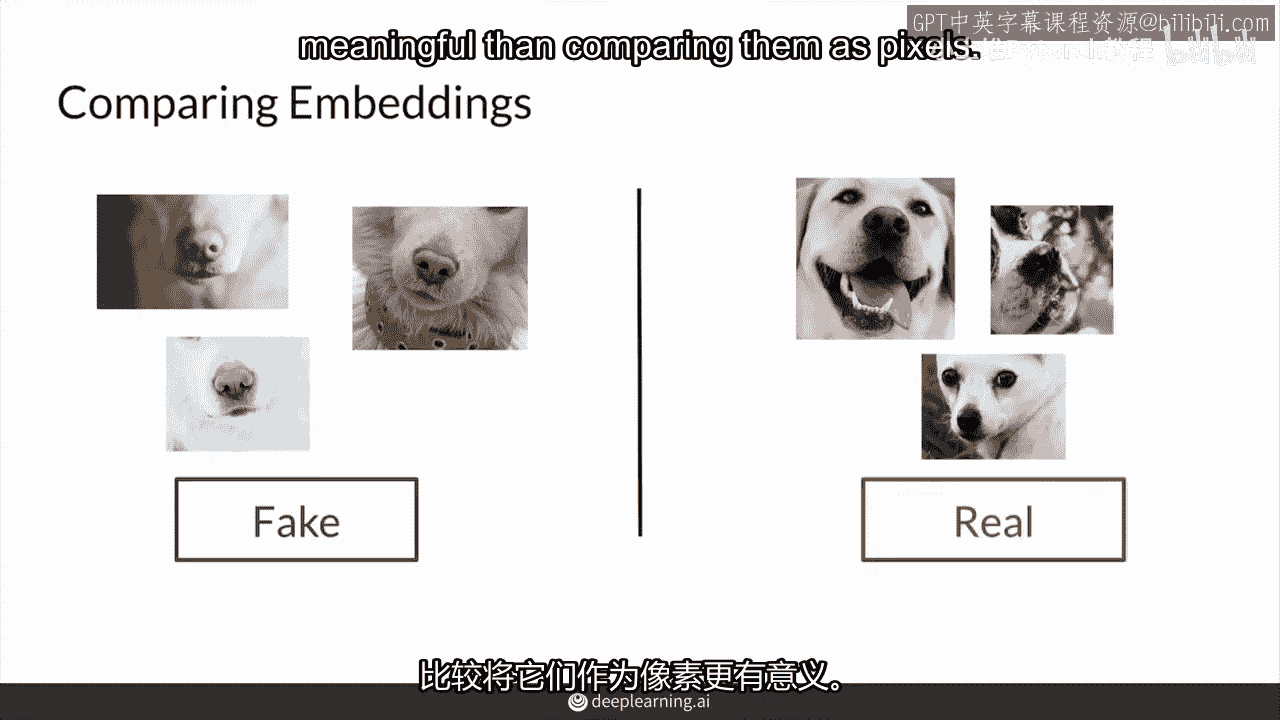 GPT中英字幕课程资源@bilibili.com
meaningful than comparing them as pixels.
Comparing Embeddings
Fake
Real
比较将它们作为像素更有意义。
deeplearning.ai